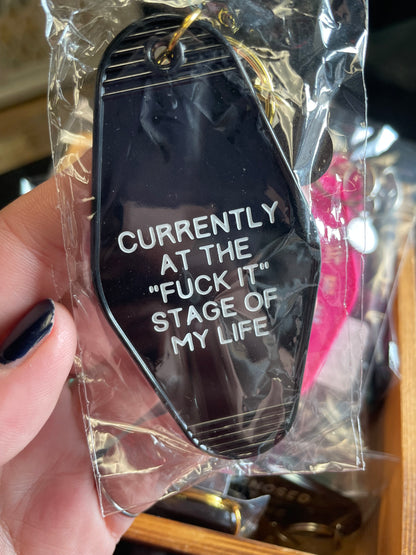 CURRENTLY
AT THE
"FUCK IT"
STAGE OF
MY LIFE